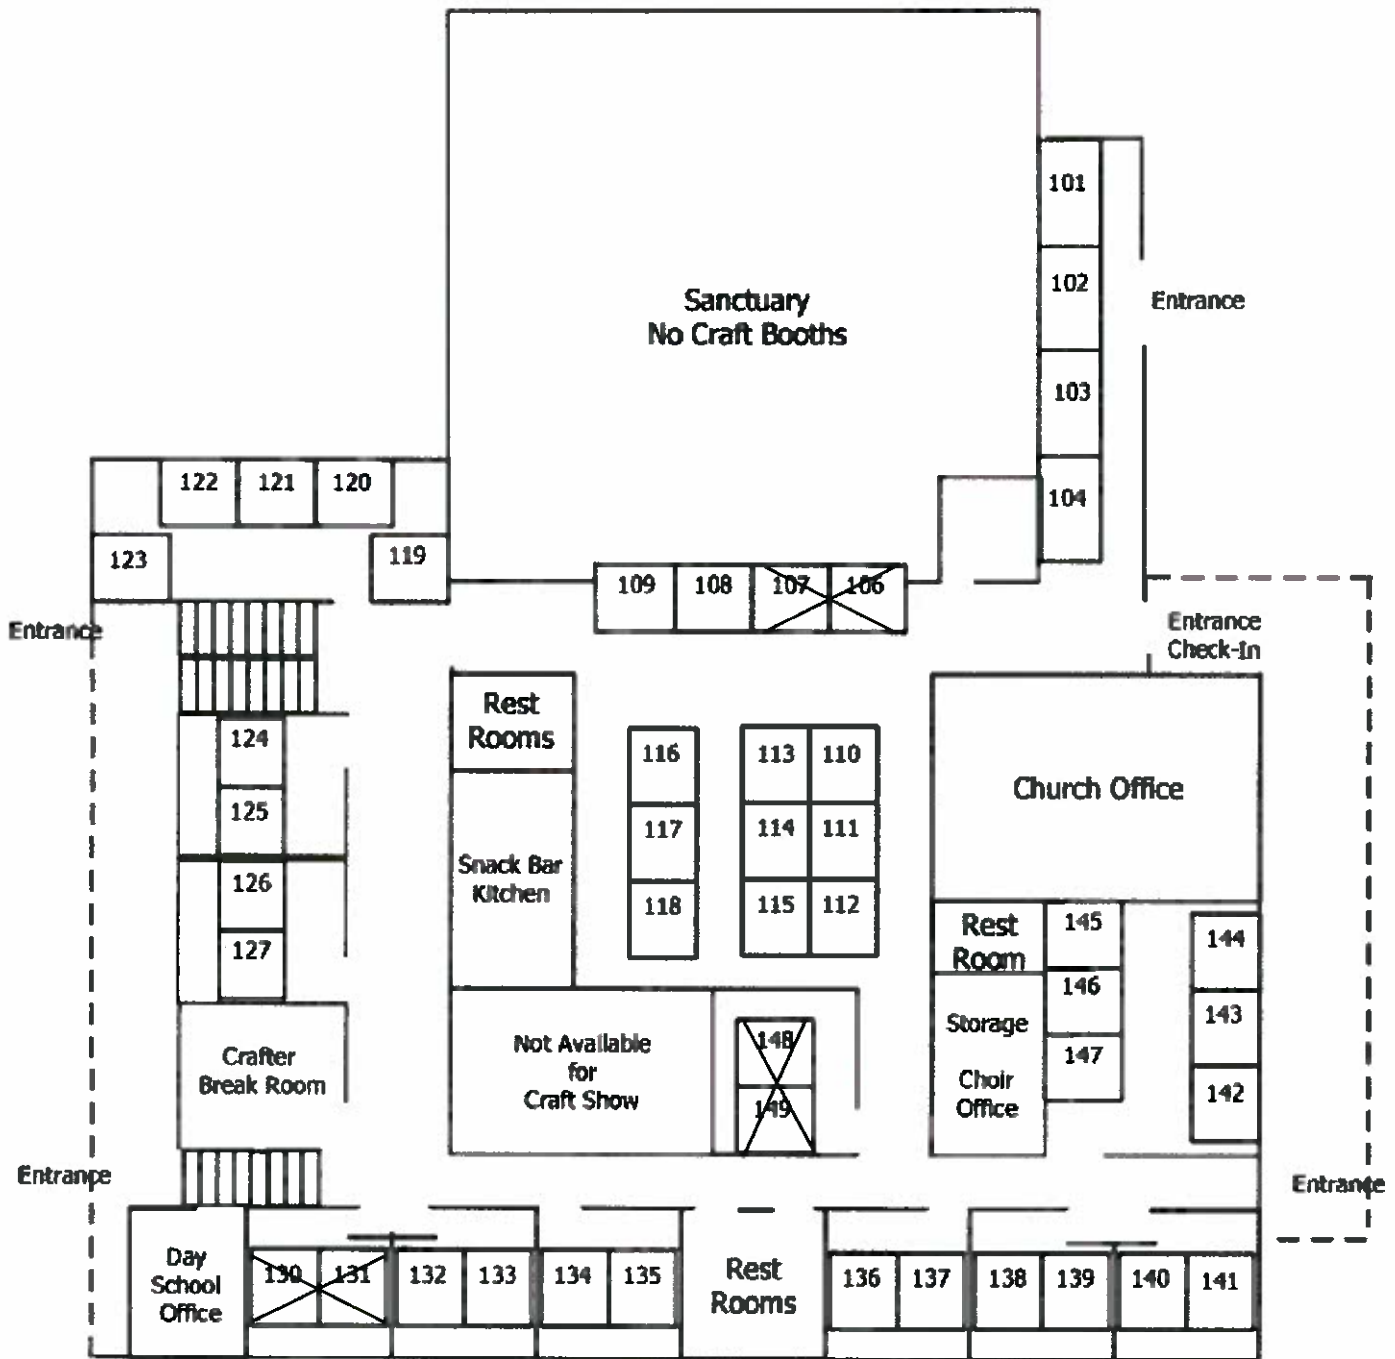 101
102
Entrance
Sanctuary
No Craft Booths
103
104
122
121
120
123
119
109
108
107
106
Entrance
Entrance
Check-In
Rest
Rooms
124
116
113
110
Church Office
125
117
114
111
Snack Bar
Kitchen
126
118
115
112
127
Rest
Room
145
144
146
143
Storage
Choir
Office
147
142
Crafter
Break Room
Not Available
for
Craft Show
148
149
Entrance
Entrance
Day
School
Office
130
131
132
133
134
135
Rest
Rooms
136
137
138
139
140
141